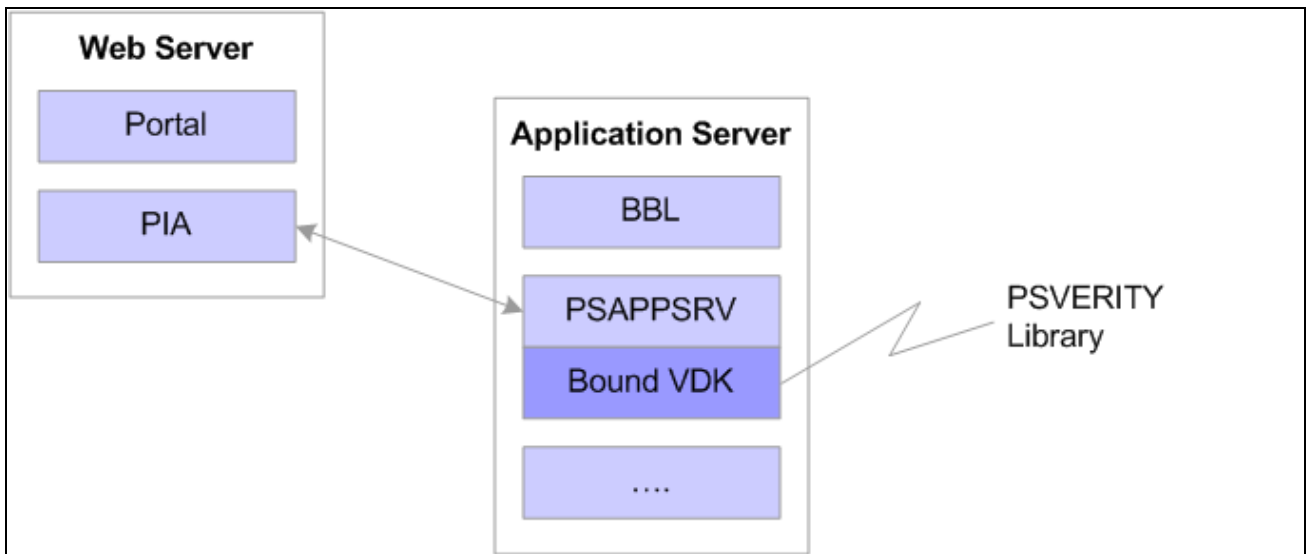 Web Server
Portal
PIA
Application Server
BBL
PSAPPSRV
Bound VDK
....
PSVERITY
Library